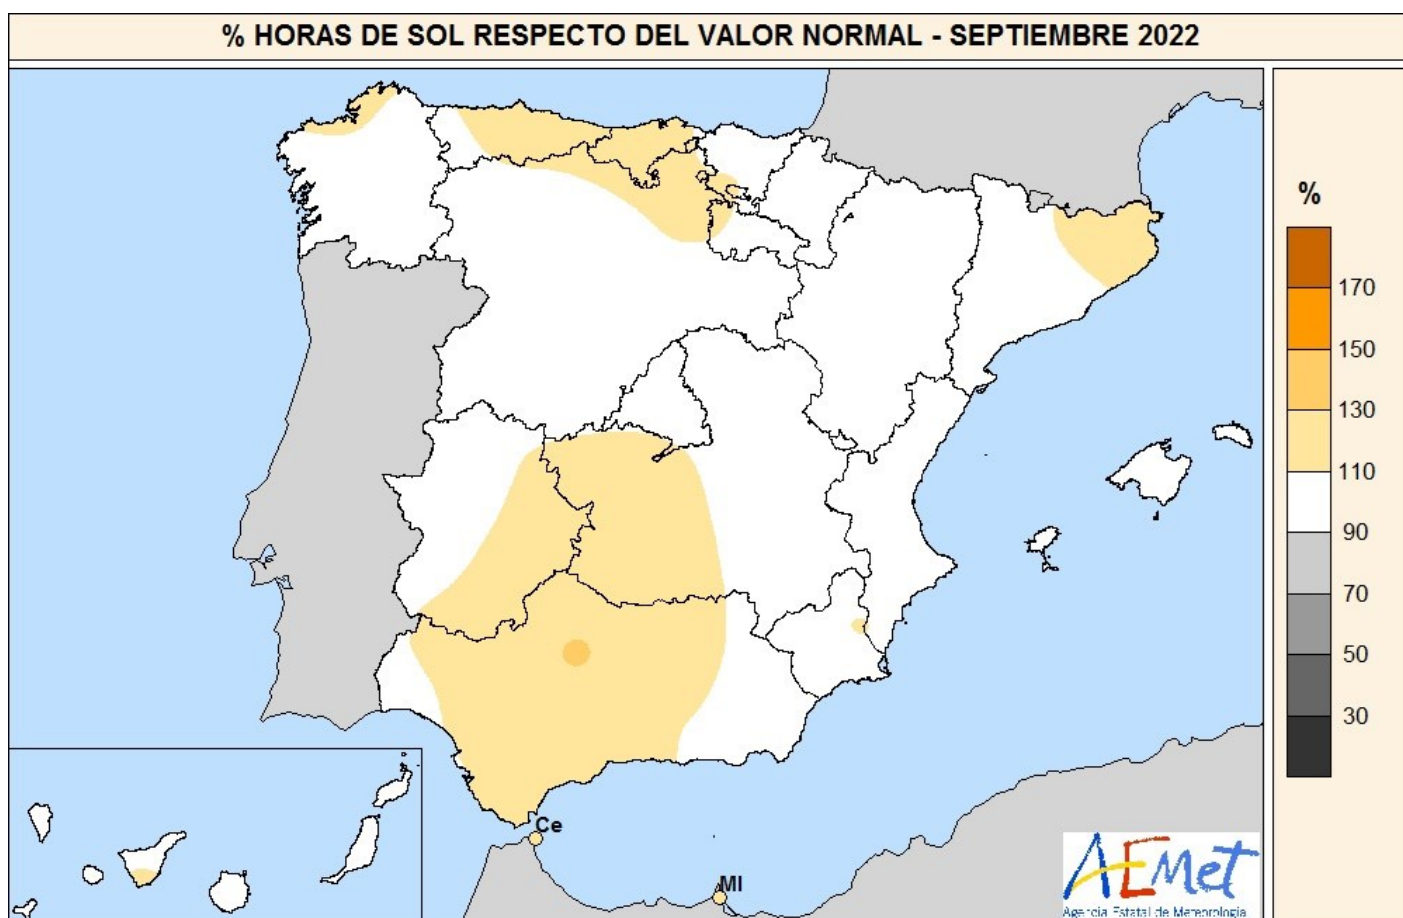 % HORAS DE SOL RESPECTO DEL VALOR NORMAL - SEPTIEMBRE 2022
%
170
150
130
110
90
70
50
30
Ce
Ml
AEMet
Agencia Estatal de Meteorología